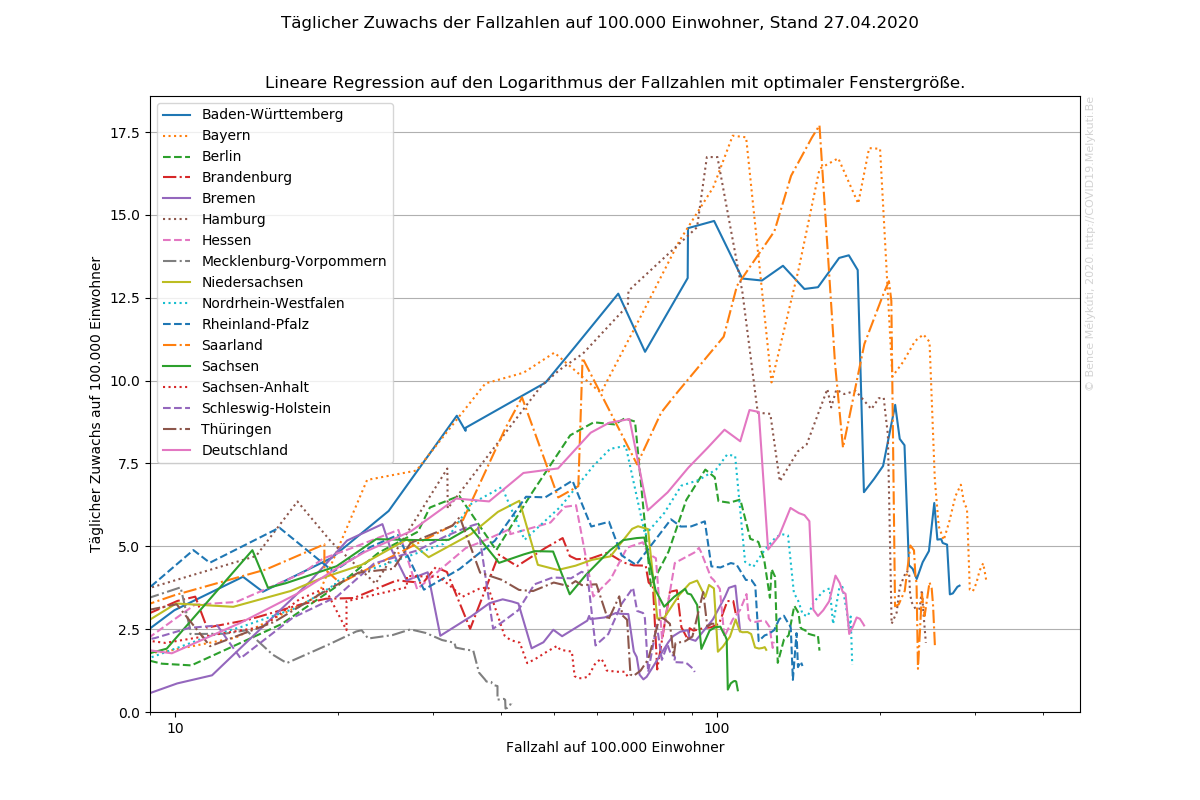 Täglicher Zuwachs der Fallzahlen auf 100.000 Einwohner, Stand 27.04.2020
Lineare Regression auf den Logarithmus der Fallzahlen mit optimaler Fenstergröße.
Täglicher Zuwachs auf 100.000 Einwohner
17.5
15.0
12.5
10.0
7.5
5.0
2.5
0.0
Baden-Württemberg
Bayern
Berlin
Brandenburg
Bremen
Hamburg
Hessen
Mecklenburg-Vorpommern
Niedersachsen
Nordrhein-Westfalen
Rheinland-Pfalz
Saarland
Sachsen
Sachsen-Anhalt
Schleswig-Holstein
Thüringen
Deutschland
© Bence Mélykúti, 2020. http://COVID19.Melykuti.Be
10
100
Fallzahl auf 100.000 Einwohner